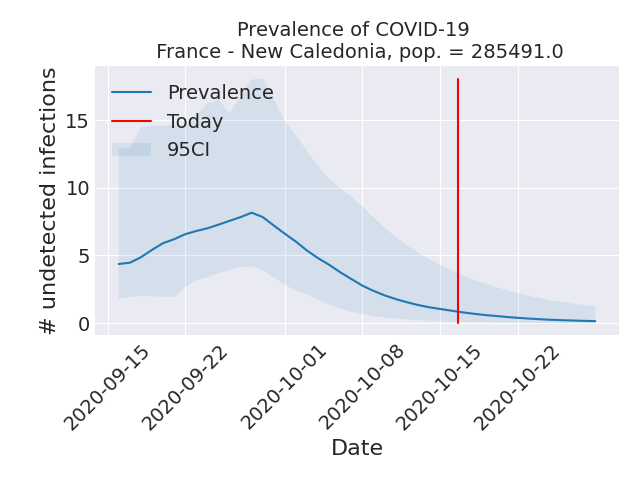 Prevalence of COVID-19
France - New Caledonia, pop. = 285491.0
Prevalence
Today
95CI
# undetected infections
15
10
5
0
2020-09-15
2020-09-22
2020-10-01
2020-10-08
2020-10-15
2020-10-22
Date